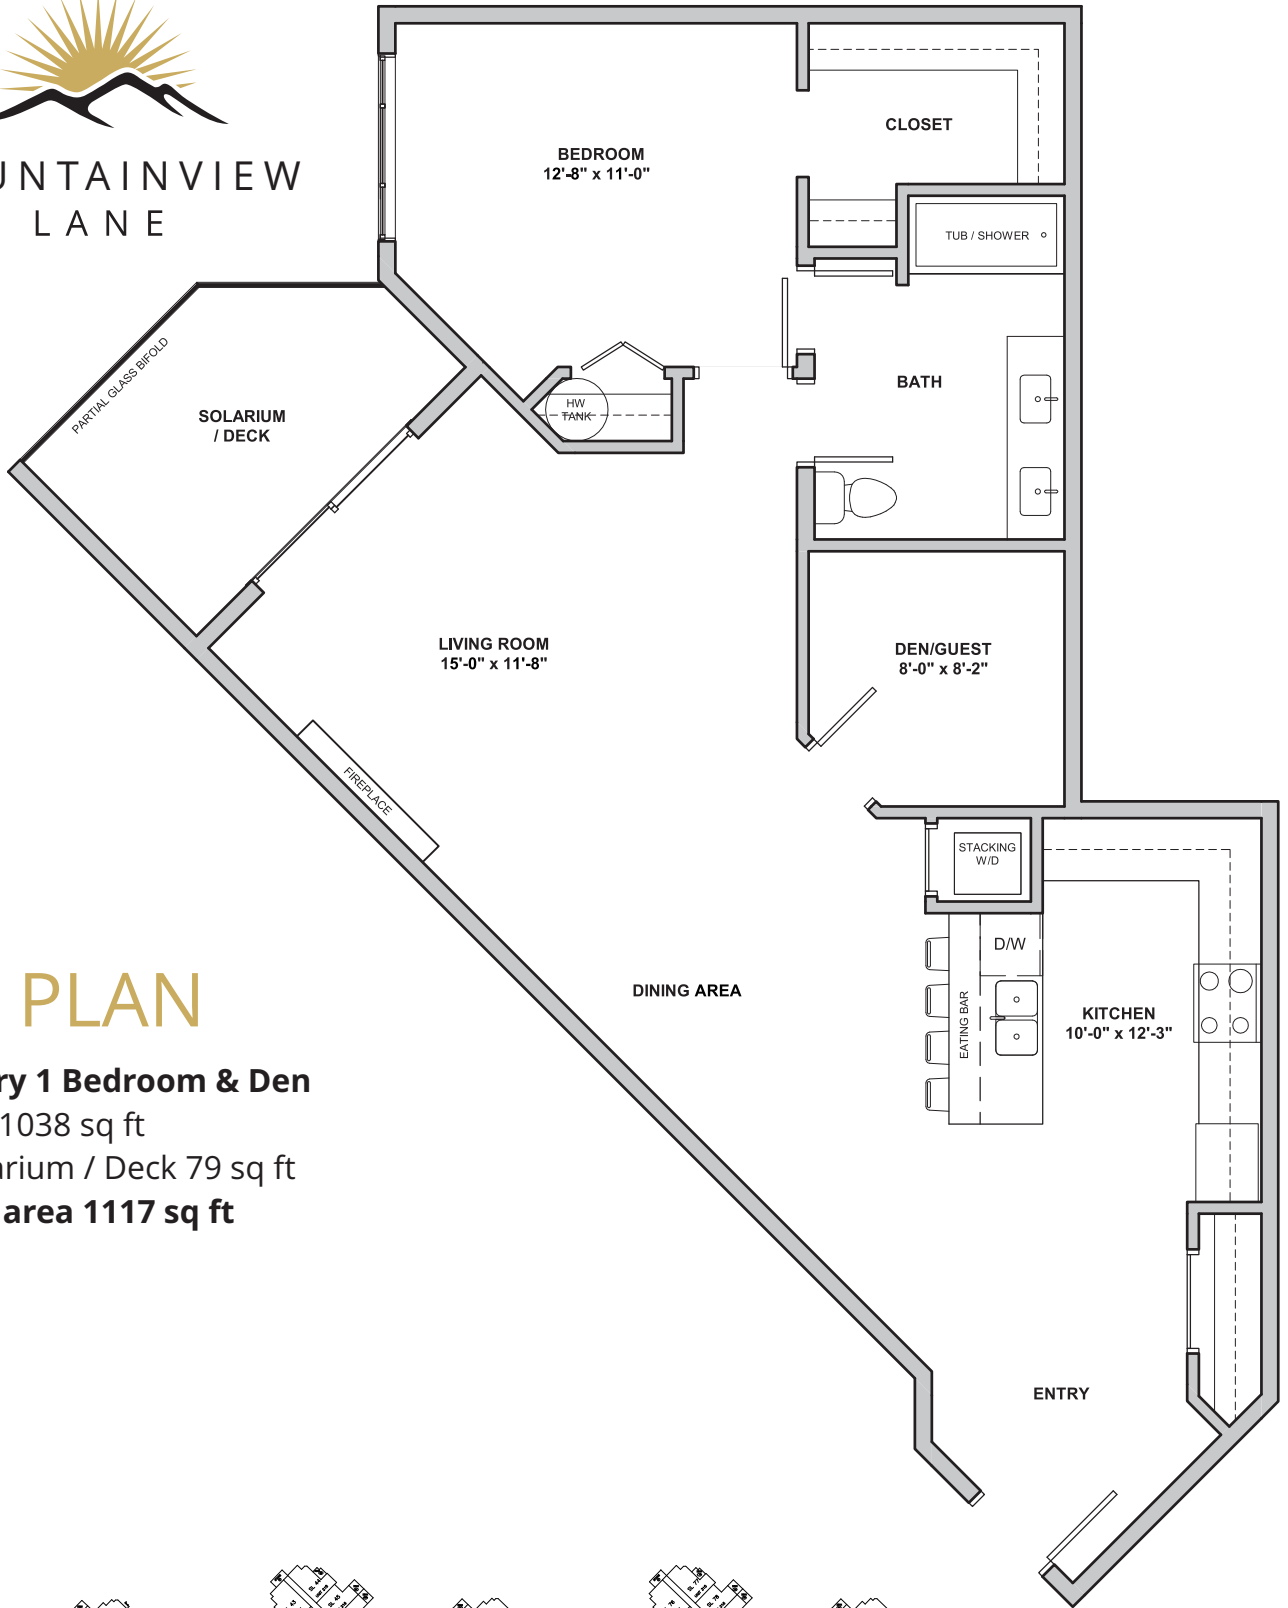 UNTAINVIEW
LANE
CLOSET
BEDROOM
12'-8" x 11'-0"
TUB / SHOWER
PARTIAL GLASS BIFOLD
BATH
HW
TANK
SOLARIUM
/ DECK
LIVING ROOM
15'-0" x 11'-8"
DEN/GUEST
8'-0" x 8'-2"
FIREPLACE
STACKING
W/D
D/W
DINING AREA
EATING BAR
KITCHEN
10'-0" x 12'-3"
PLAN
ry 1 Bedroom & Den
1038 sq ft
rium / Deck 79 sq ft
area 1117 sq ft
ENTRY